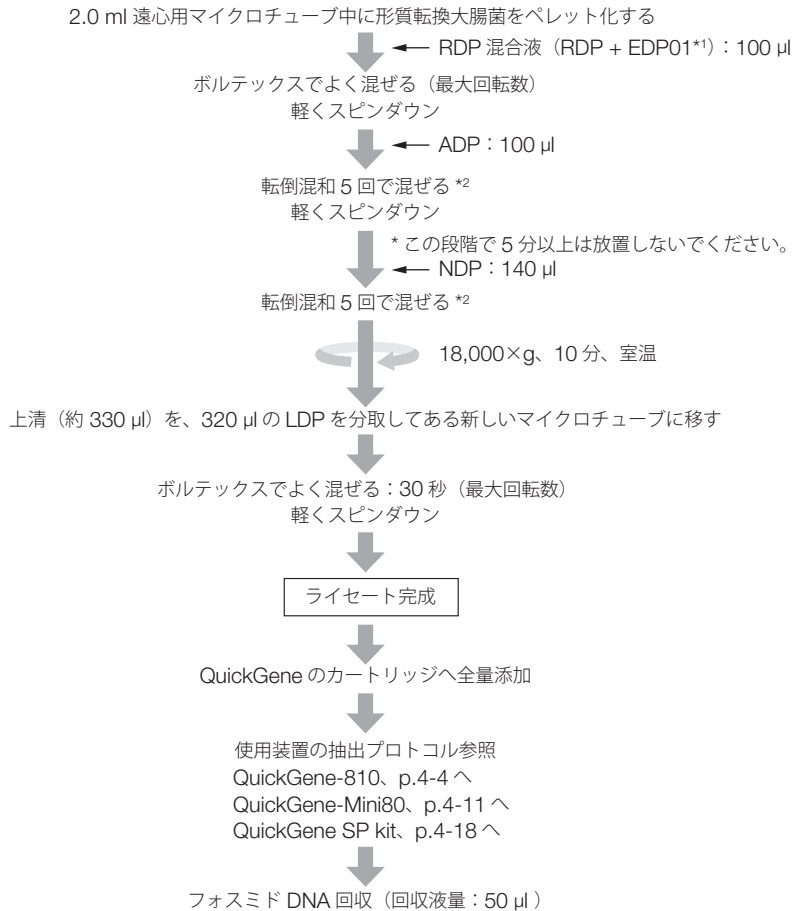 2.0 ml 遠心用マイクロチューブ中に形質転換大腸菌をペレット化する
RDP 混合液（RDP + EDP01*1）：100 µl
ボルテックスでよく混ぜる（最大回転数）
軽くスピンダウン
ADP：100 µl
転倒混和 5 回で混ぜる *2
軽くスピンダウン
* この段階で 5 分以上は放置しないでください。
NDP：140 µl
転倒混和 5 回で混ぜる *2
18,000×g、10 分、室温
上清（約 330 µl）を、320 µl の LDP を分取してある新しいマイクロチューブに移す
ボルテックスでよく混ぜる：30 秒（最大回転数）
軽くスピンダウン
ライセート完成
QuickGene のカートリッジへ全量添加
使用装置の抽出プロトコル参照
QuickGene-810、p.4-4 へ
QuickGene-Mini80、p.4-11 へ
QuickGene SP kit、p.4-18 へ
フォスミド DNA 回収（回収液量：50 µl ）